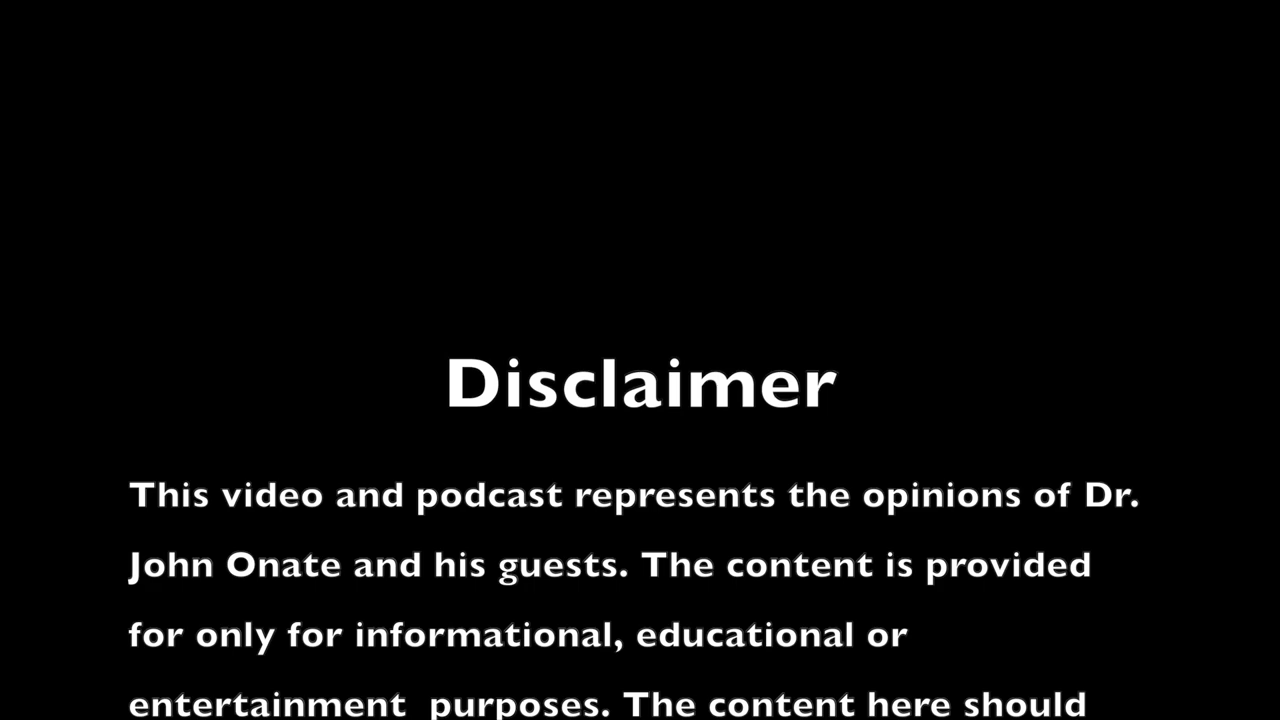 Disclaimer
This video and podcast represents the opinions of Dr.
John Onate and his guests. The content is provided
for only for informational, educational or
entertainment  purposes. The content here should